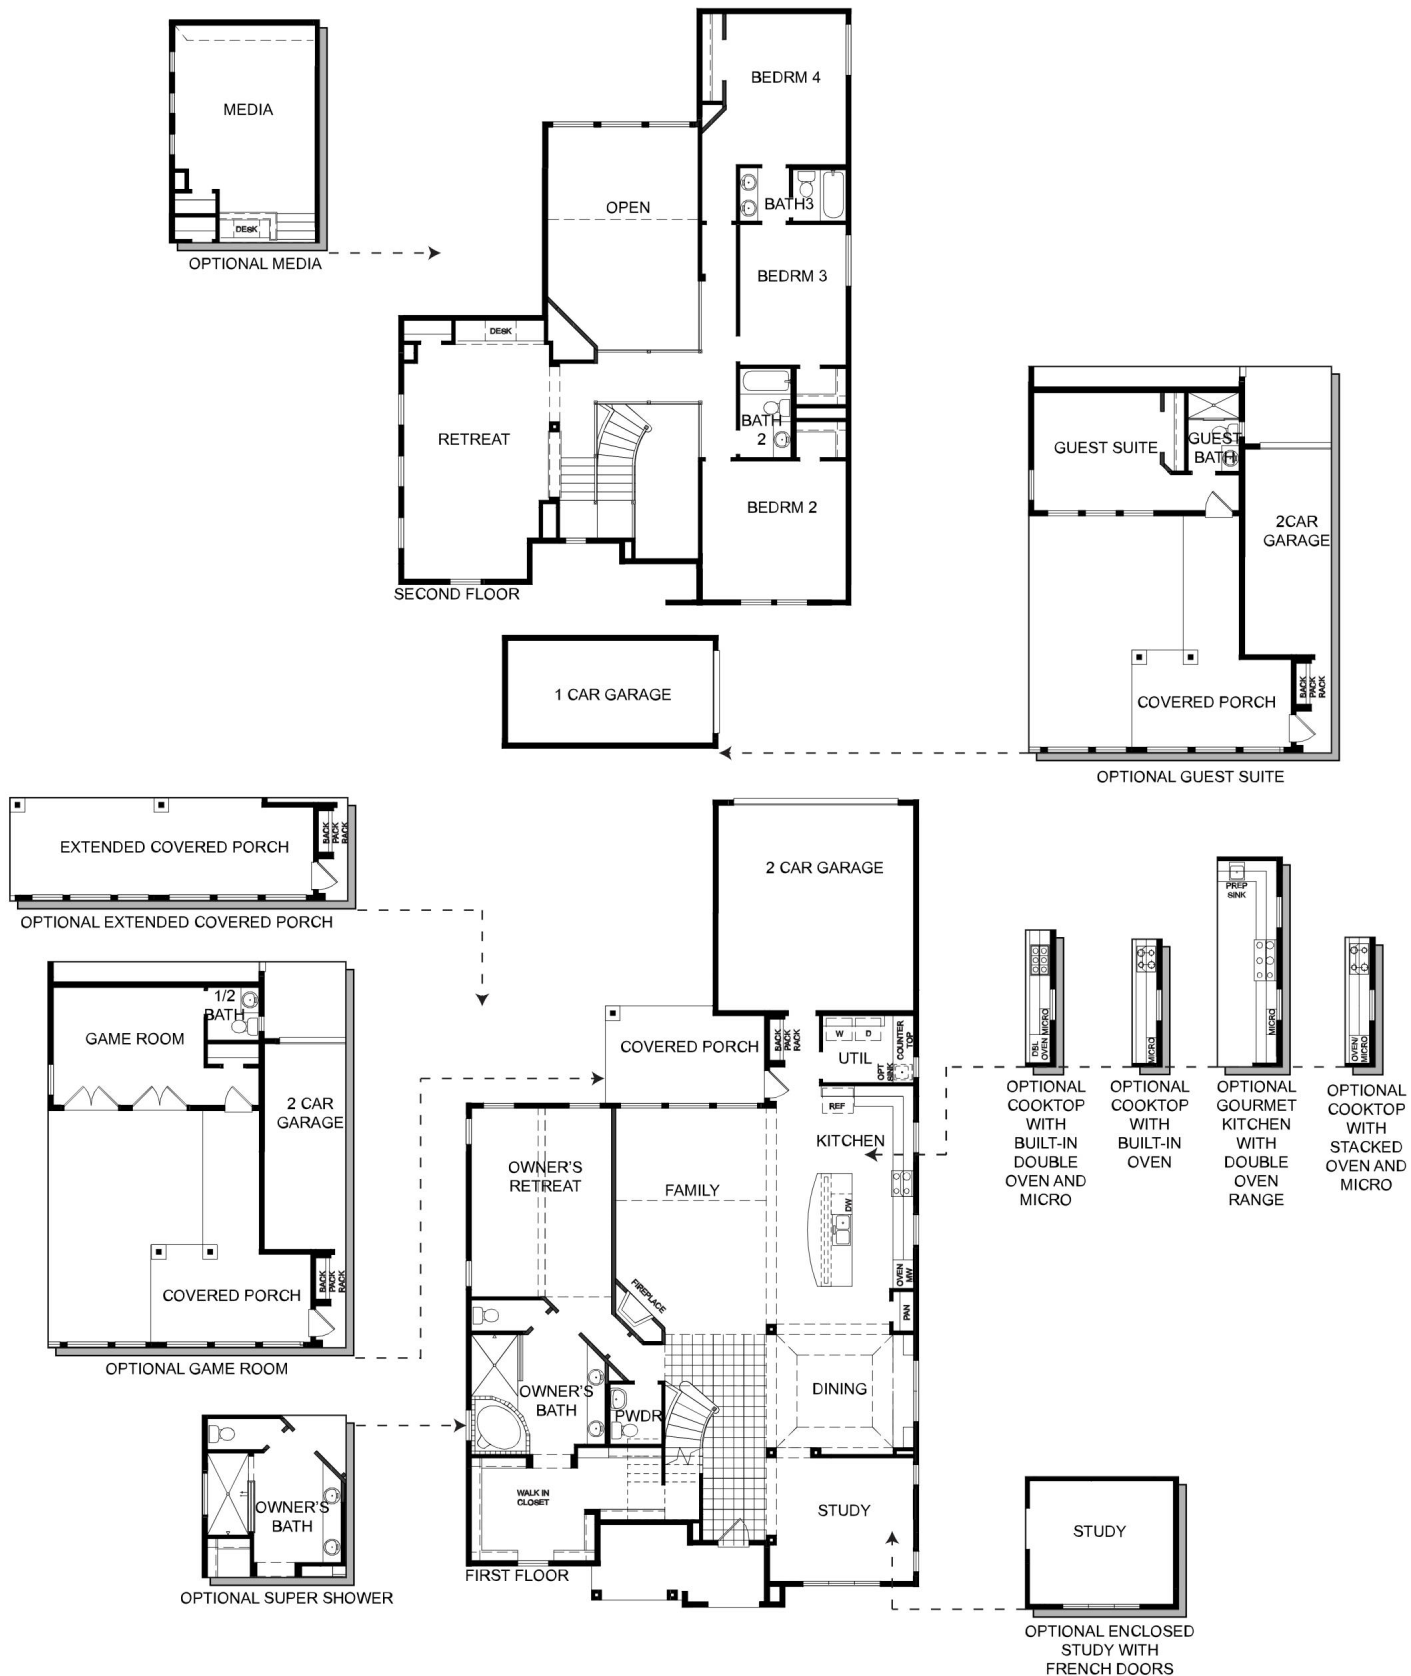 MEDIA
DESK
OPTIONAL MEDIA
BEDRM 4
OPEN
BATH3
BEDRM 3
DESK
RETREAT
BATH
2
BEDRM 2
SECOND FLOOR
GUEST SUITE
GUEST
BATH
2CAR
GARAGE
COVERED PORCH
BACK
PACK
RACK
OPTIONAL GUEST SUITE
1 CAR GARAGE
EXTENDED COVERED PORCH
BACK
PACK
RACK
OPTIONAL EXTENDED COVERED PORCH
1/2
BATH
GAME ROOM
2 CAR
GARAGE
COVERED PORCH
BACK
PACK
RACK
OPTIONAL GAME ROOM
OWNER'S
BATH
OPTIONAL SUPER SHOWER
2 CAR GARAGE
COVERED PORCH
BACK
PACK
RACK
W
D
UTIL
OPT
SINK
COUNTER
TOP
REF
KITCHEN
OWNER'S
RETREAT
FAMILY
DW
OVEN
MW
FIREPLACE
PAN
DINING
OWNER'S
BATH
PWDR
WALK IN
CLOSET
STUDY
FIRST FLOOR
DBL
OVEN
MICRO
OPTIONAL
COOKTOP
WITH
BUILT-IN
DOUBLE
OVEN AND
MICRO
MICRO
OPTIONAL
COOKTOP
WITH
BUILT-IN
OVEN
PREP
SINK
MICRO
OPTIONAL
GOURMET
KITCHEN
WITH
DOUBLE
OVEN
RANGE
OVEN/
MICRO
OPTIONAL
COOKTOP
WITH
STACKED
OVEN AND
MICRO
STUDY
OPTIONAL ENCLOSED
STUDY WITH
FRENCH DOORS